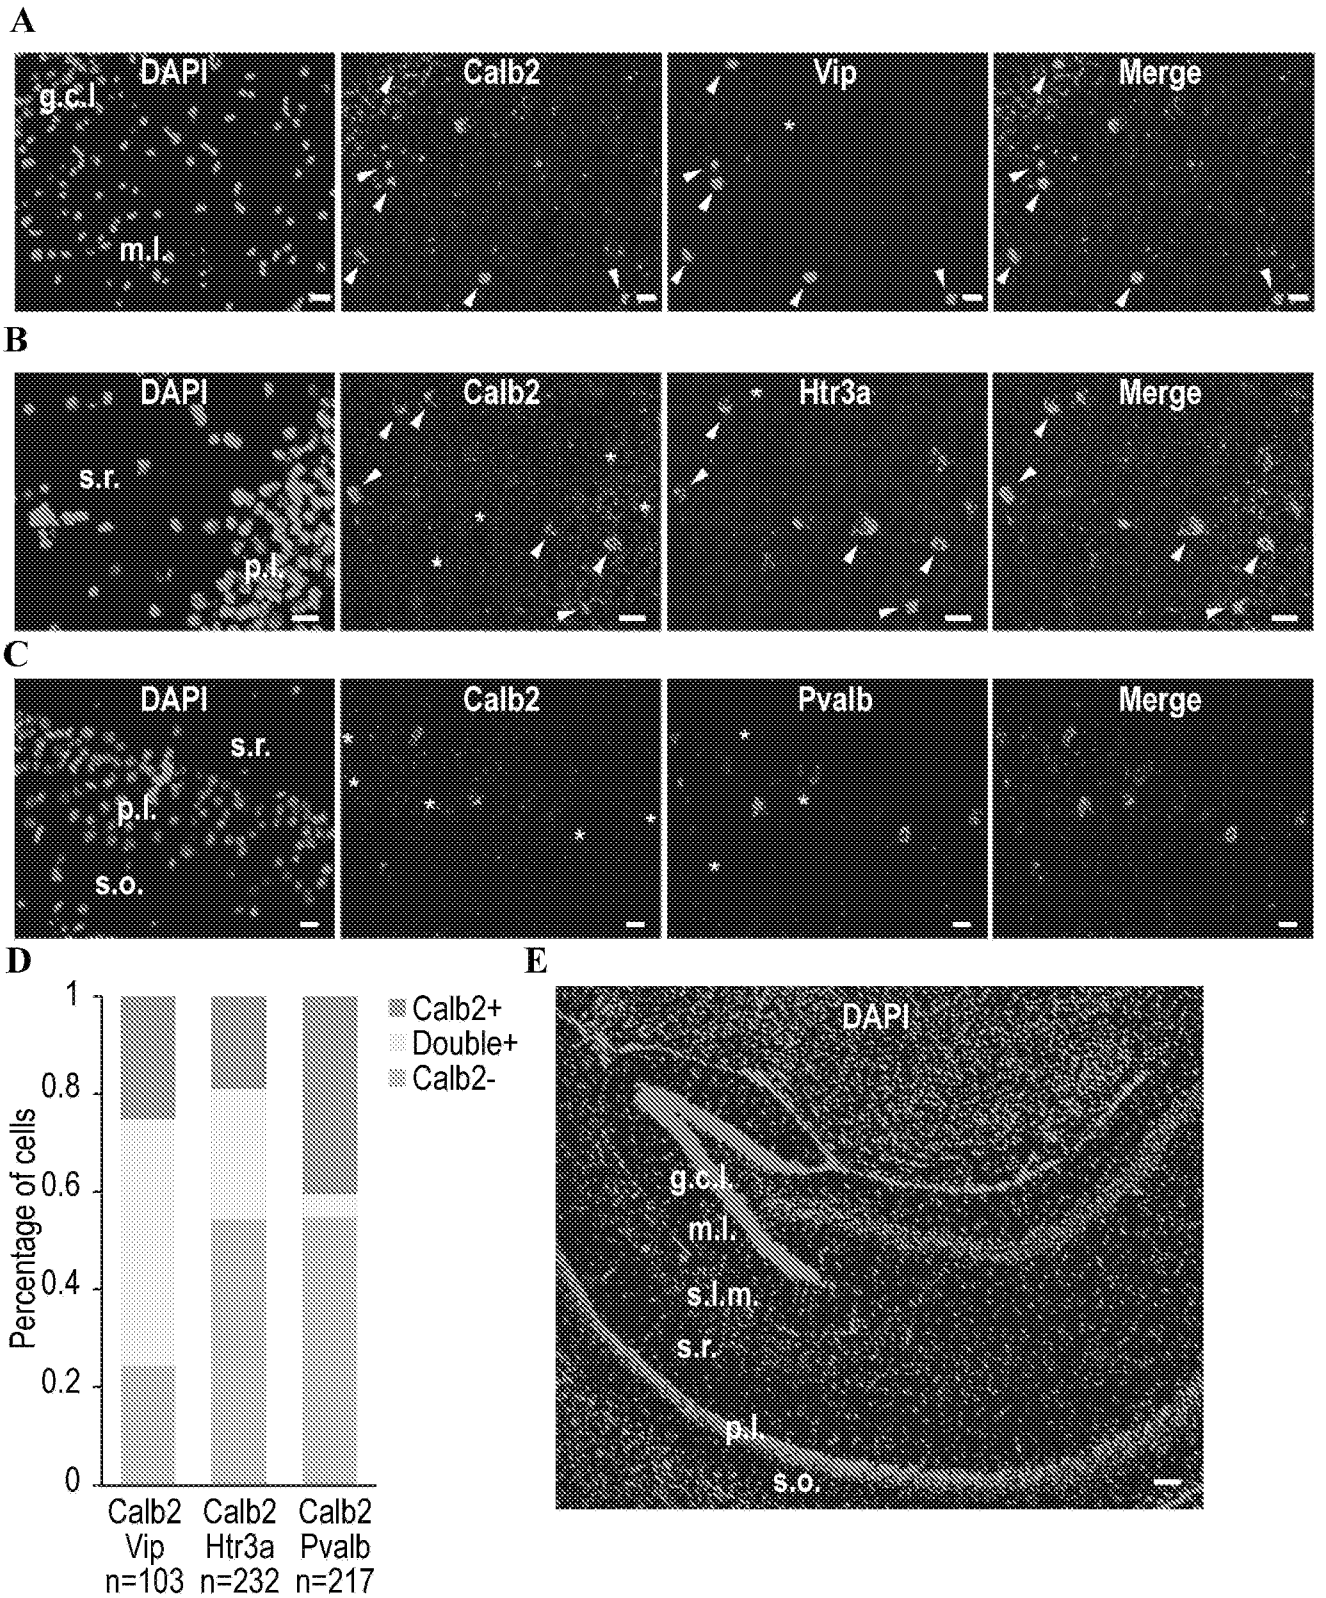 A
DAPI
g.c.l.
m.l.
Calb2
Vip
*
Merge
B
DAPI
s.r.
p.l.
Calb2
*
*
*
*
Htr3a
*
Merge
C
DAPI
s.r.
p.l.
s.o.
Calb2
*
*
*
*
*
Pvalb
*
*
*
Merge
D
Percentage of cells
1
0.8
0.6
0.4
0.2
0
Calb2+
Double+
Calb2-
Calb2 Calb2 Calb2
Vip Htr3a Pvalb
n=103 n=232 n=217
E
DAPI
g.c.l.
m.l.
s.l.m.
s.r.
p.l.
s.o.